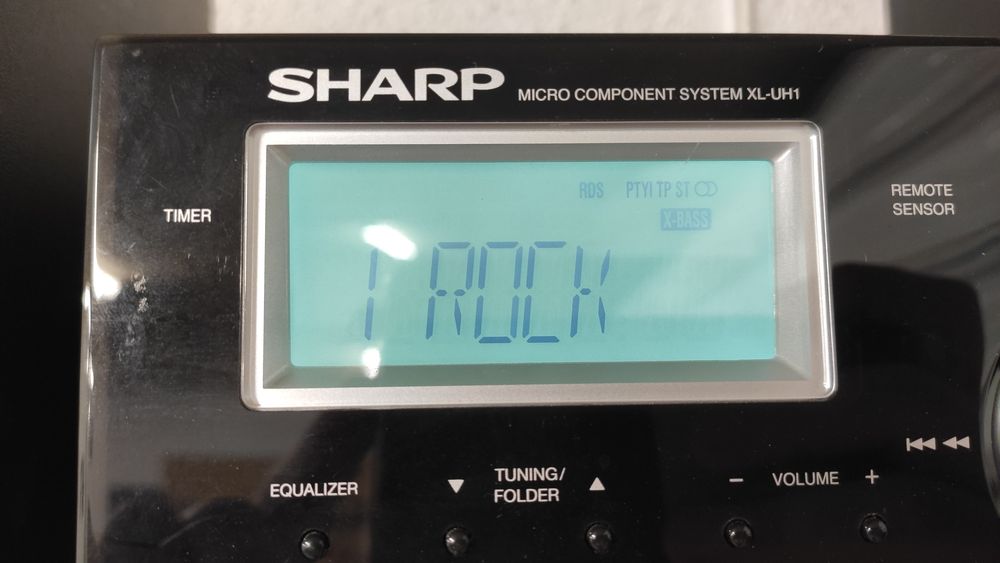 SHARP MICRO COMPONENT SYSTEM XL-UH1
TIMER
RDS PTYI TP ST
X-BASS
REMOTE
SENSOR
I ROCK
EQUALIZER
TUNING/
FOLDER
− VOLUME +